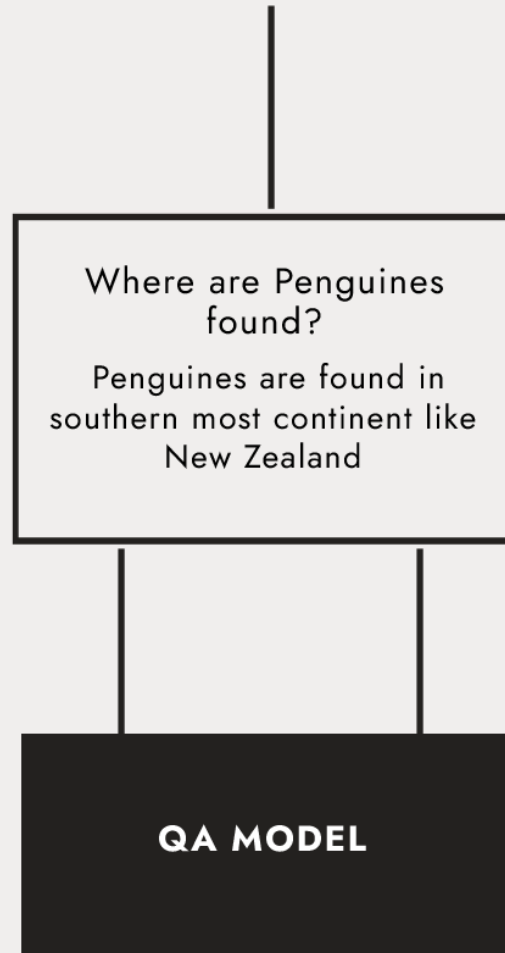 Where are Penguines
found?
Penguines are found in
southern most continent like
New Zealand
QA MODEL